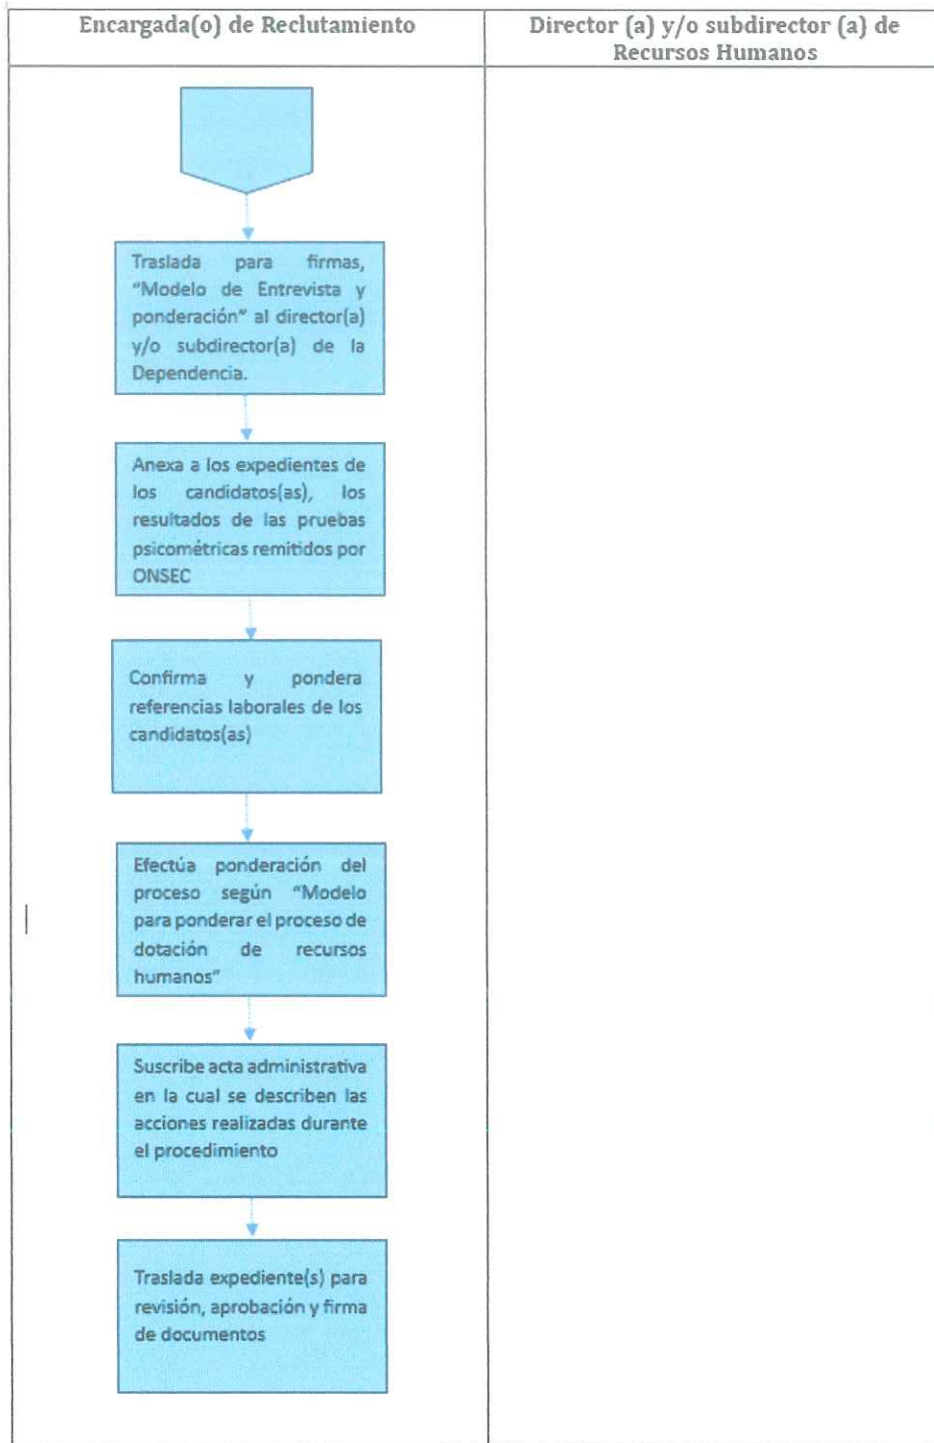 Encargada(o) de Reclutamiento
Director (a) y/o subdirector (a) de
Recursos Humanos
Traslada para firmas,
“Modelo de Entrevista y
ponderación” al director(a)
y/o subdirector(a) de la
Dependencia.
Anexa a los expedientes de
los candidatos(as), los
resultados de las pruebas
psicométricas remitidos por
ONSEC
Confirma y pondera
referencias laborales de los
candidatos(as)
Efectúa ponderación del
proceso según “Modelo
para ponderar el proceso de
dotación de recursos
humanos”
Suscribe acta administrativa
en la cual se describen las
acciones realizadas durante
el procedimiento
Traslada expediente(s) para
revisión, aprobación y firma
de documentos